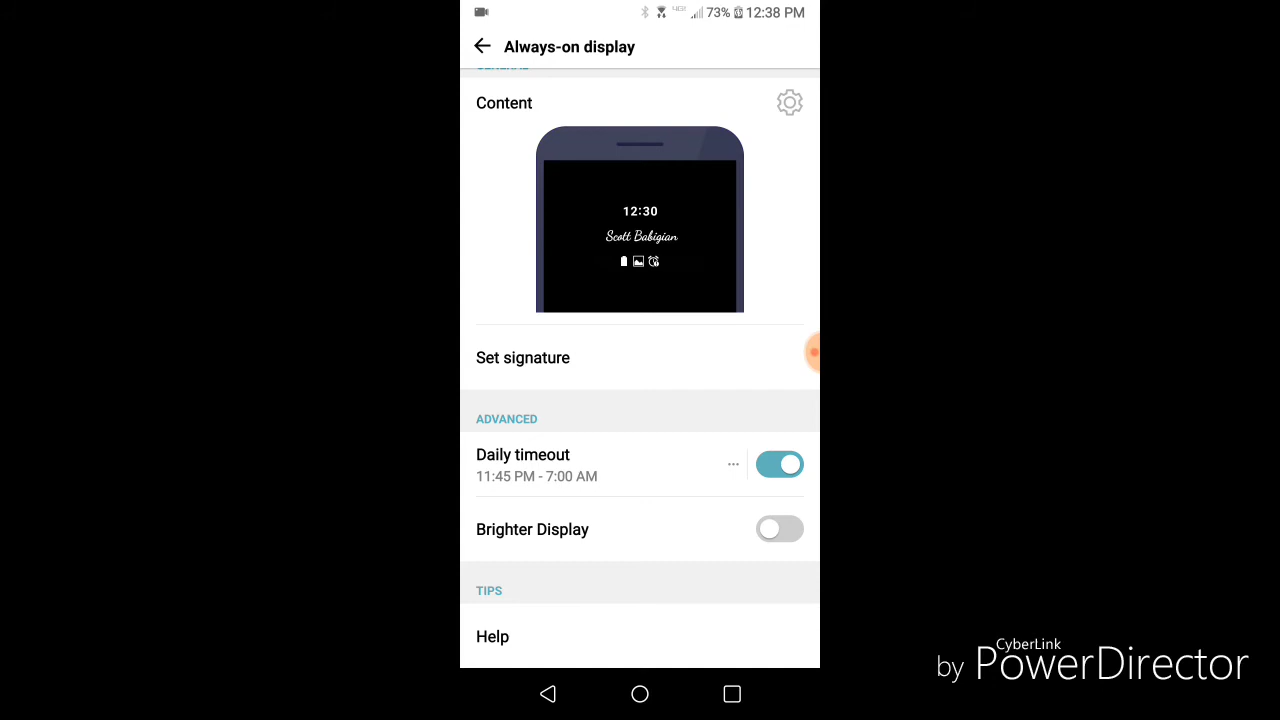 73% 12:38 PM
Always-on display
Content
12:30
Scott Babigian
Set signature
ADVANCED
Daily timeout
11:45 PM - 7:00 AM
Brighter Display
TIPS
Help
CyberLink
by PowerDirector